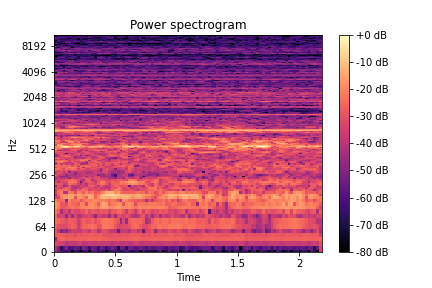 Power spectrogram
8192
4096
2048
1024
512
256
128
64
0
Hz
0
0.5
1
1.5
2
Time
+0 dB
-10 dB
-20 dB
-30 dB
-40 dB
-50 dB
-60 dB
-70 dB
-80 dB